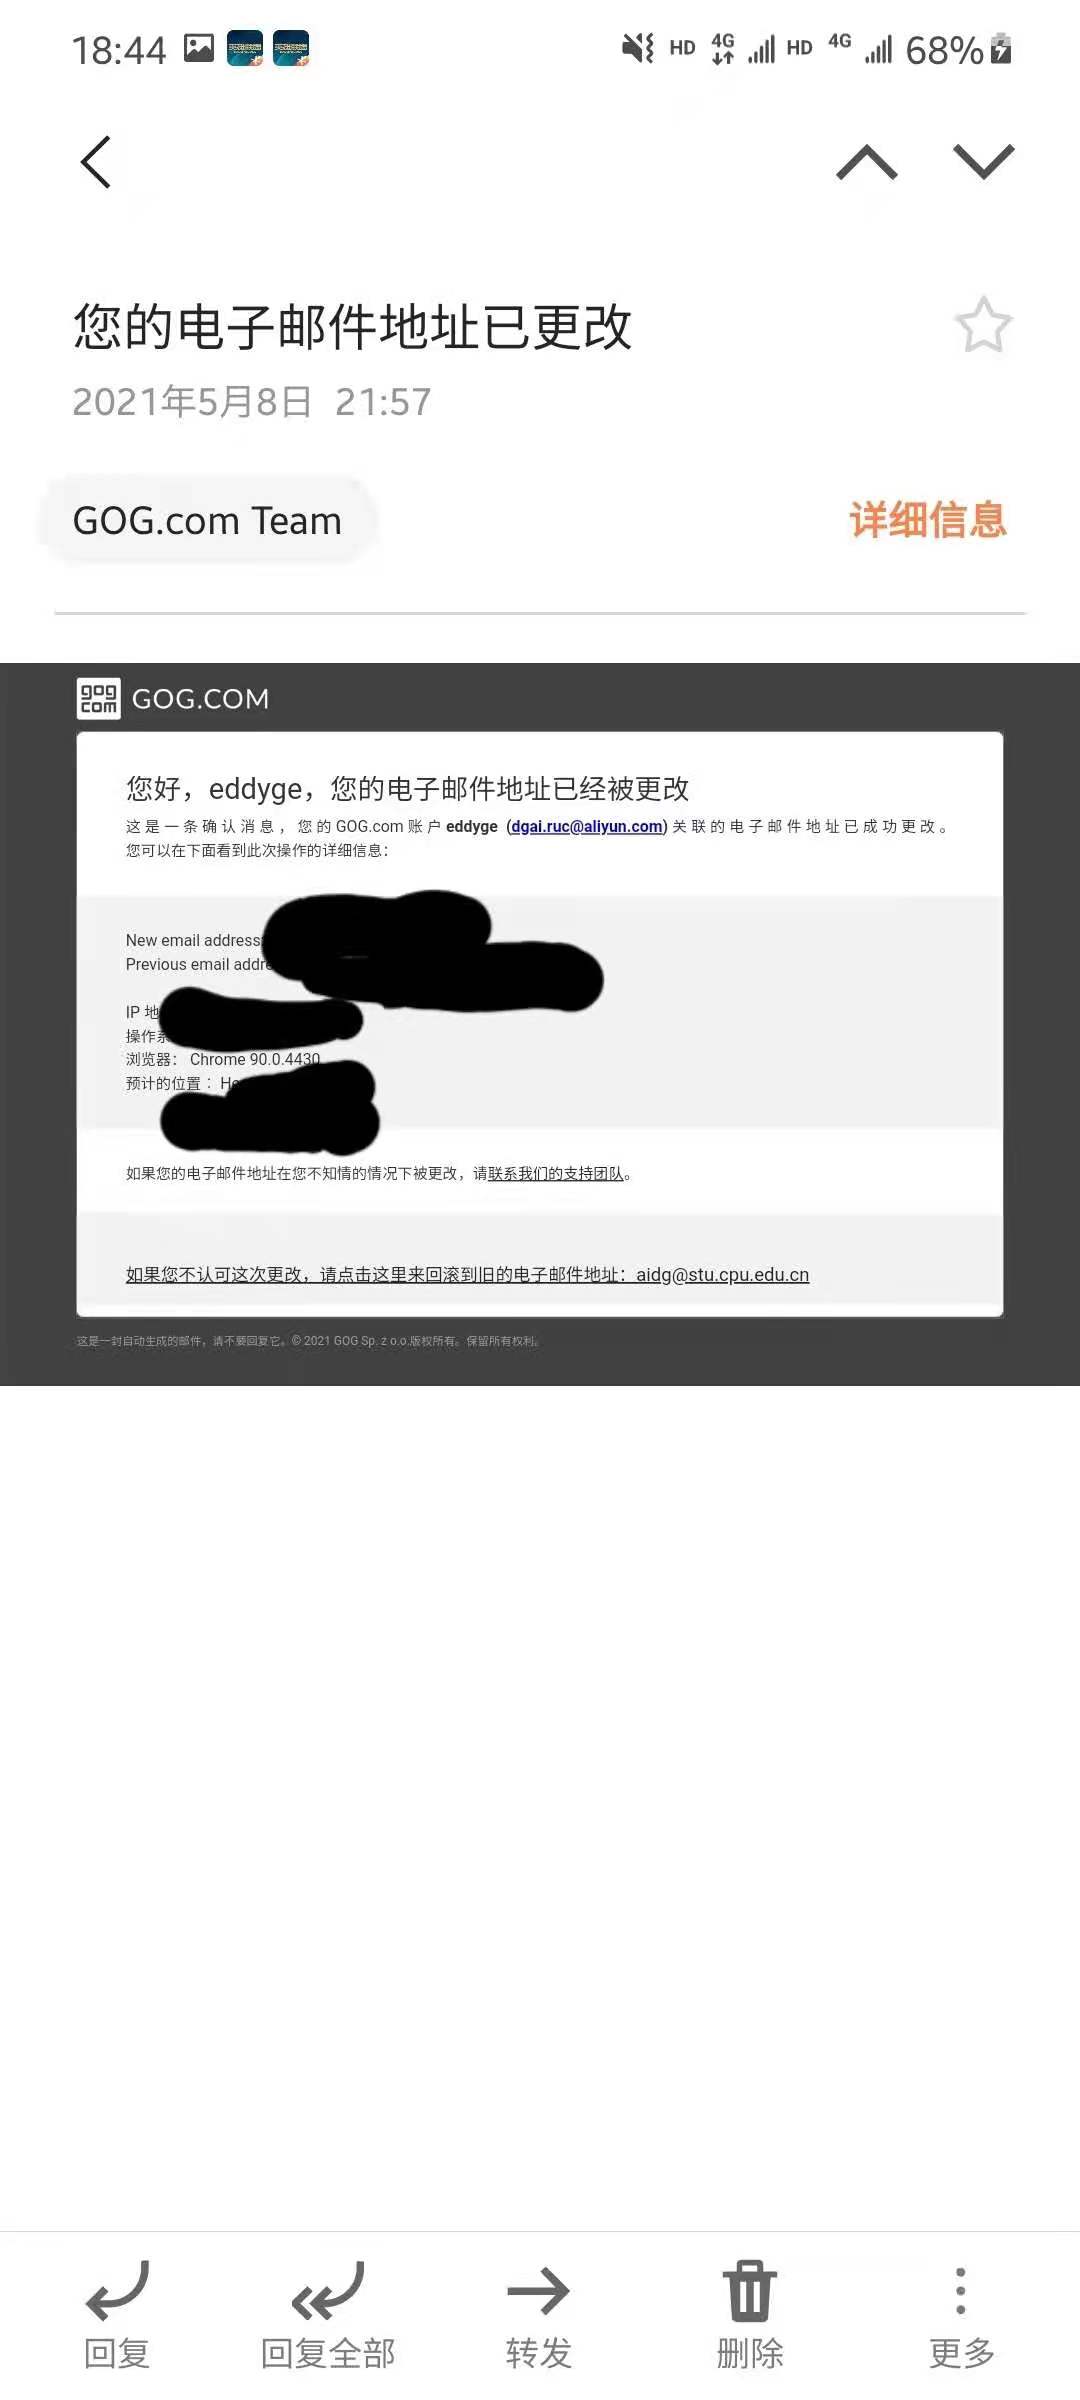 18:44 HD 4G HD 4G 68%
您的电子邮件地址已更改
2021年5月8日 21:57
GOG.com Team 详细信息
gog com GOG.COM
您好，eddyge，您的电子邮件地址已经被更改
这是一条确认消息，您的GOG.com账户eddyge (dgai.ruc@aliyun.com)关联的电子邮件地址已成功更改。
您可以在下面看到此次操作的详细信息：
New email address:
Previous email
IP 地
操作
浏览器： Chrome 90.0.4430
预计的位置：
如果您的电子邮件地址在您不知情的情况下被更改，请联系我们的支持团队。
如果您不认可这次更改，请点击这里来回滚到旧的电子邮件地址：aidg@stu.cpu.edu.cn
这是一封自动生成的邮件，请不要回复它。© 2021 GOG Sp. z o.o.版权所有。保留所有权利。
回复 回复全部 转发 删除 更多